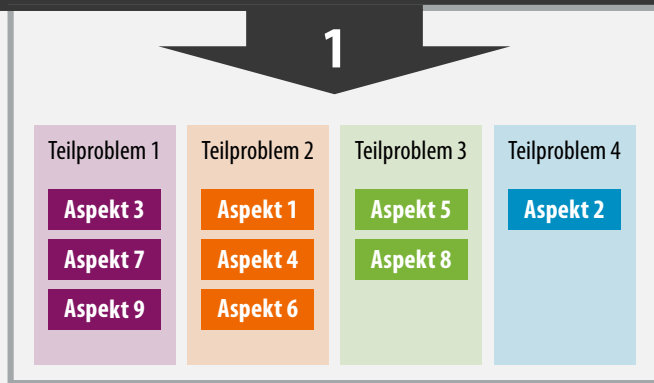 1
Teilproblem 1
Aspekt 3
Aspekt 7
Aspekt 9
Teilproblem 2
Aspekt 1
Aspekt 4
Aspekt 6
Teilproblem 3
Aspekt 5
Aspekt 8
Teilproblem 4
Aspekt 2